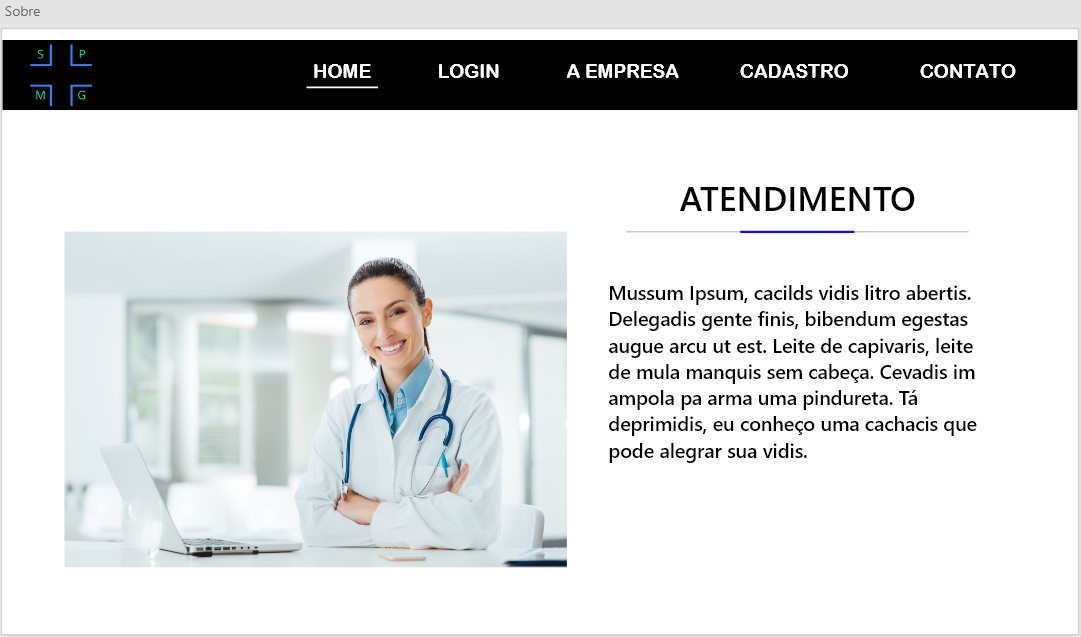 Sobre
S P
M G
HOME LOGIN A EMPRESA CADASTRO CONTATO
ATENDIMENTO
Mussum Ipsum, cacilds vidis litro abertis.
Delegadis gente finis, bibendum egestas
augue arcu ut est. Leite de capivaris, leite
de mula manquis sem cabeça. Cevadis im
ampola pa arma uma pindureta. Tá
deprimidis, eu conheço uma cachacis que
pode alegrar sua vidis.